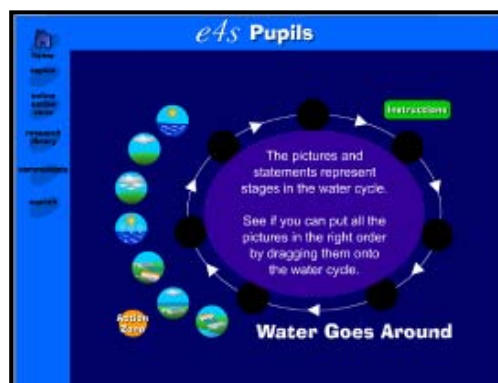 e4s Pupils
Home
Instructions
The pictures and
statements represent
stages in the water cycle.
See if you can put all the
pictures in the right order
by dragging them onto
the water cycle.
Action
Zone
Water Goes Around